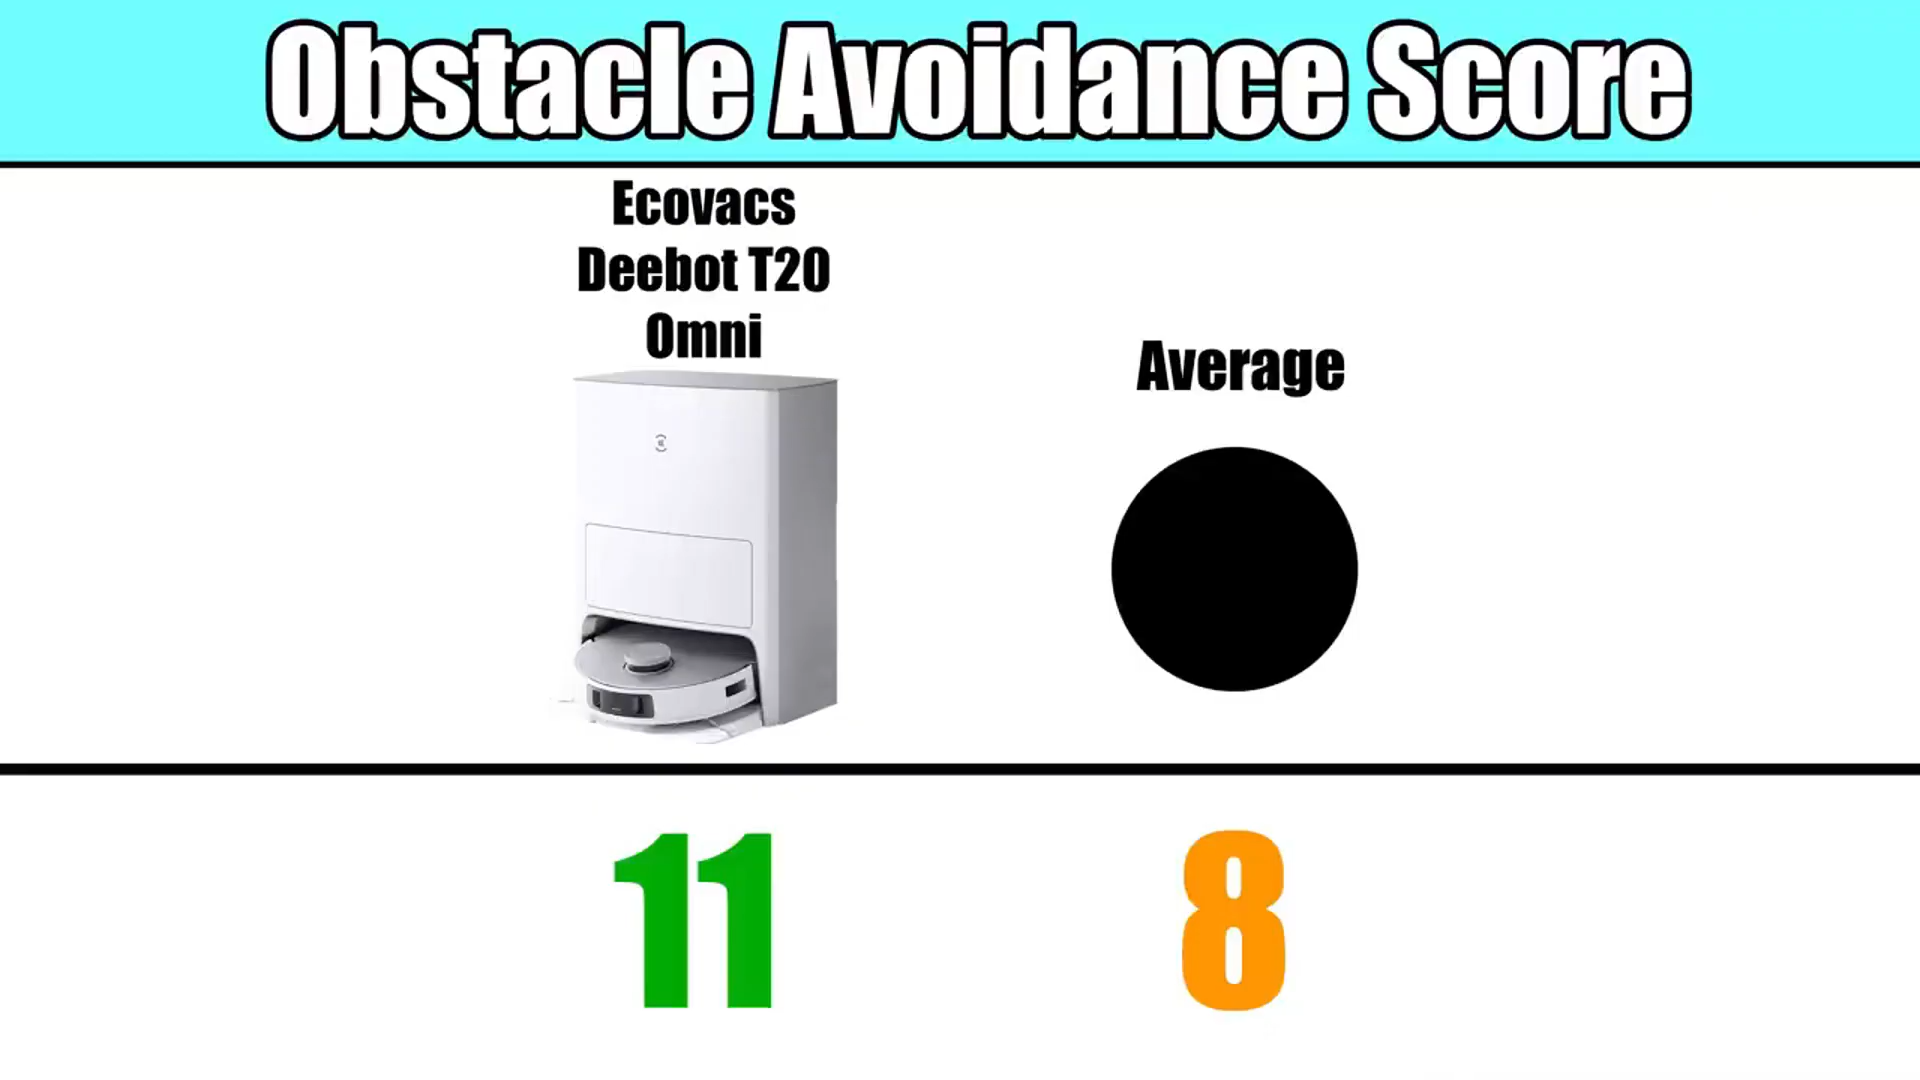 Obstacle Avoidance Score
Ecovacs
Deebot T20
Omni
Average
11
8